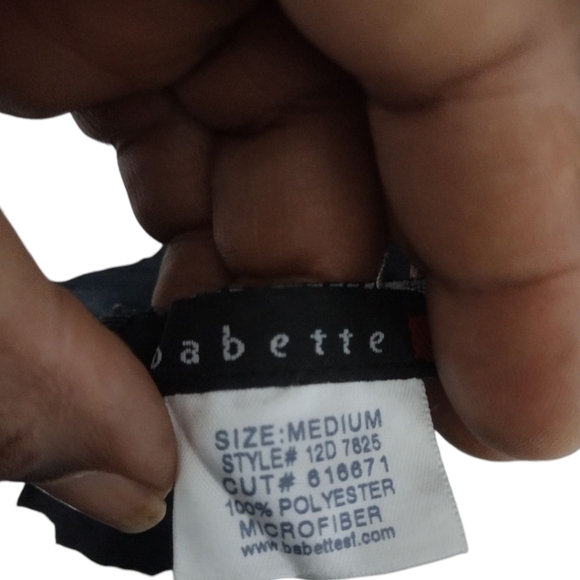 babette
SIZE:MEDIUM
STYLE# 12D 7825
CUT# 616671
100% POLYESTER
MICROFIBER
www.babettesf.com